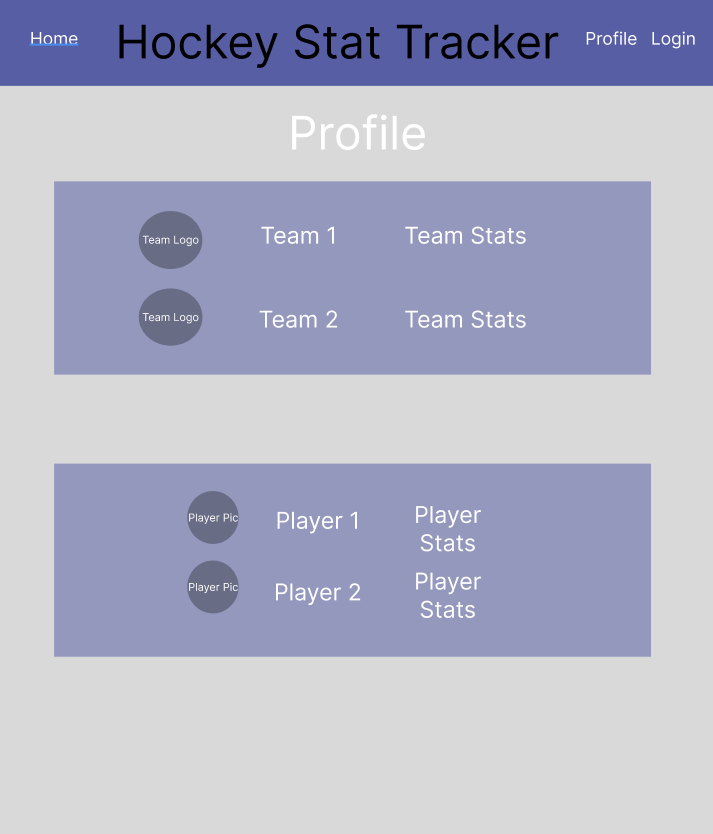 Home Hockey Stat Tracker Profile Login
Profile
Team Logo Team 1 Team Stats
Team Logo Team 2 Team Stats
Player Pic Player 1 Player
Stats
Player Pic Player 2 Player
Stats